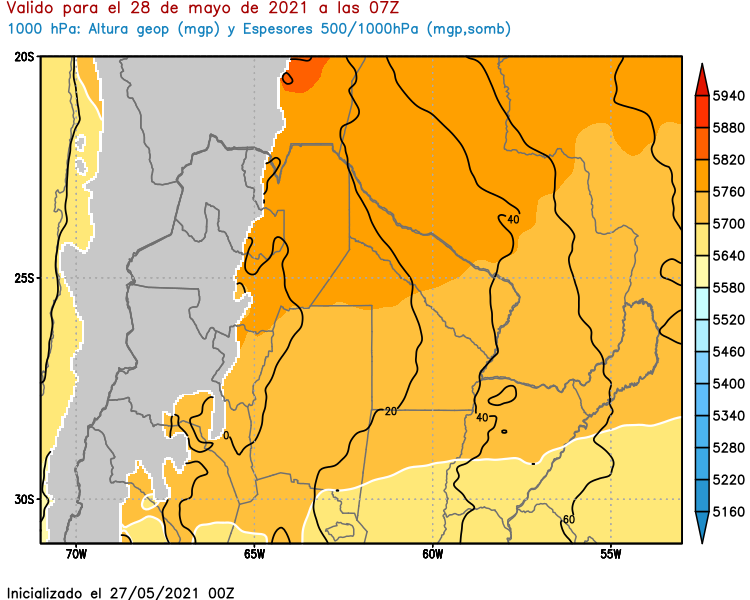 Valido para el 28 de mayo de 2021 a las 07Z
1000 hPa: Altura geop (mgp) y Espesores 500/1000hPa (mgp,somb)
20S
25S
30S
70W
65W
60W
55W
40
20
40
0
60
5940
5880
5820
5760
5700
5640
5580
5520
5460
5400
5340
5280
5220
5160
Inicializado el 27/05/2021 00Z